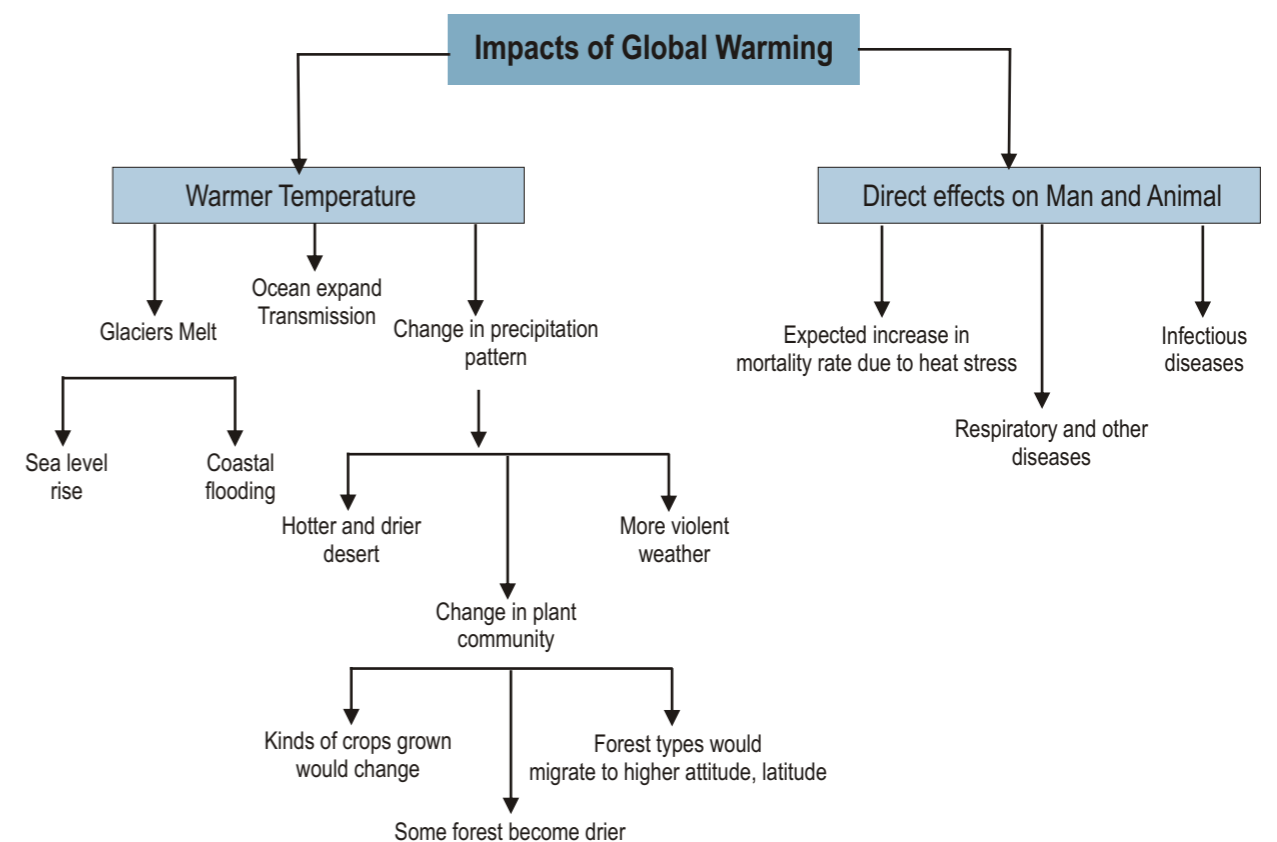 Impacts of Global Warming
Warmer Temperature
Direct effects on Man and Animal
Glaciers Melt
Ocean expand
Transmission
Change in precipitation
pattern
Expected increase in
mortality rate due to heat stress
Infectious
diseases
Respiratory and other
diseases
Sea level
rise
Coastal
flooding
Hotter and drier
desert
More violent
weather
Change in plant
community
Kinds of crops grown
would change
Forest types would
migrate to higher attitude, latitude
Some forest become drier